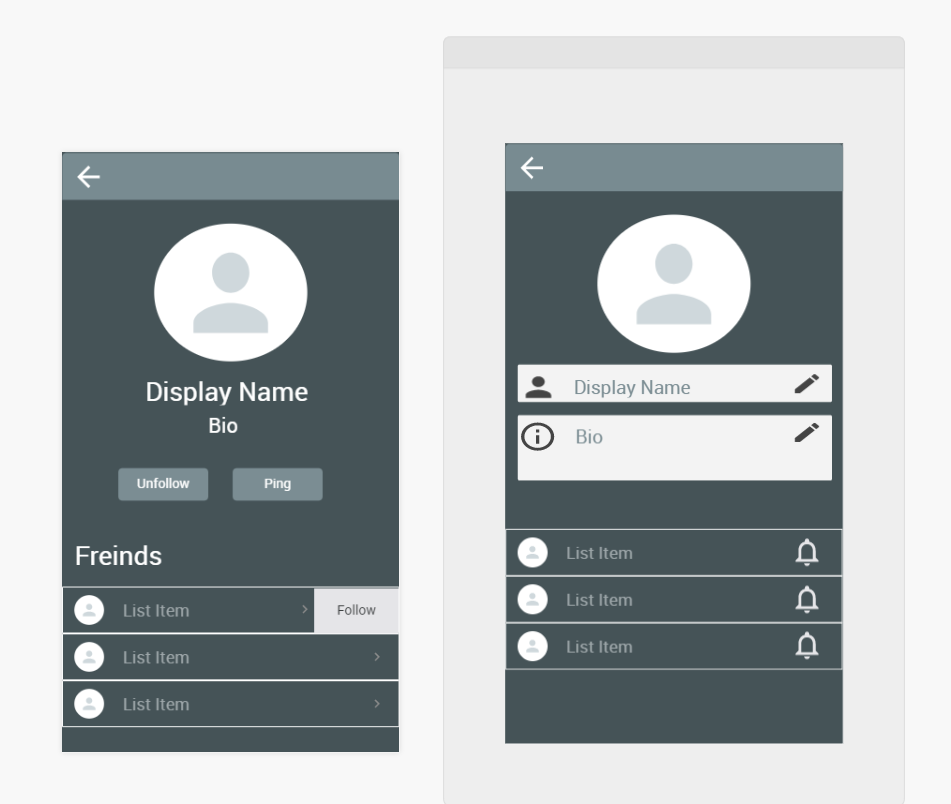 Display Name
Bio
Unfollow Ping
Freinds
List Item Follow
List Item
List Item
Display Name
Bio
List Item
List Item
List Item